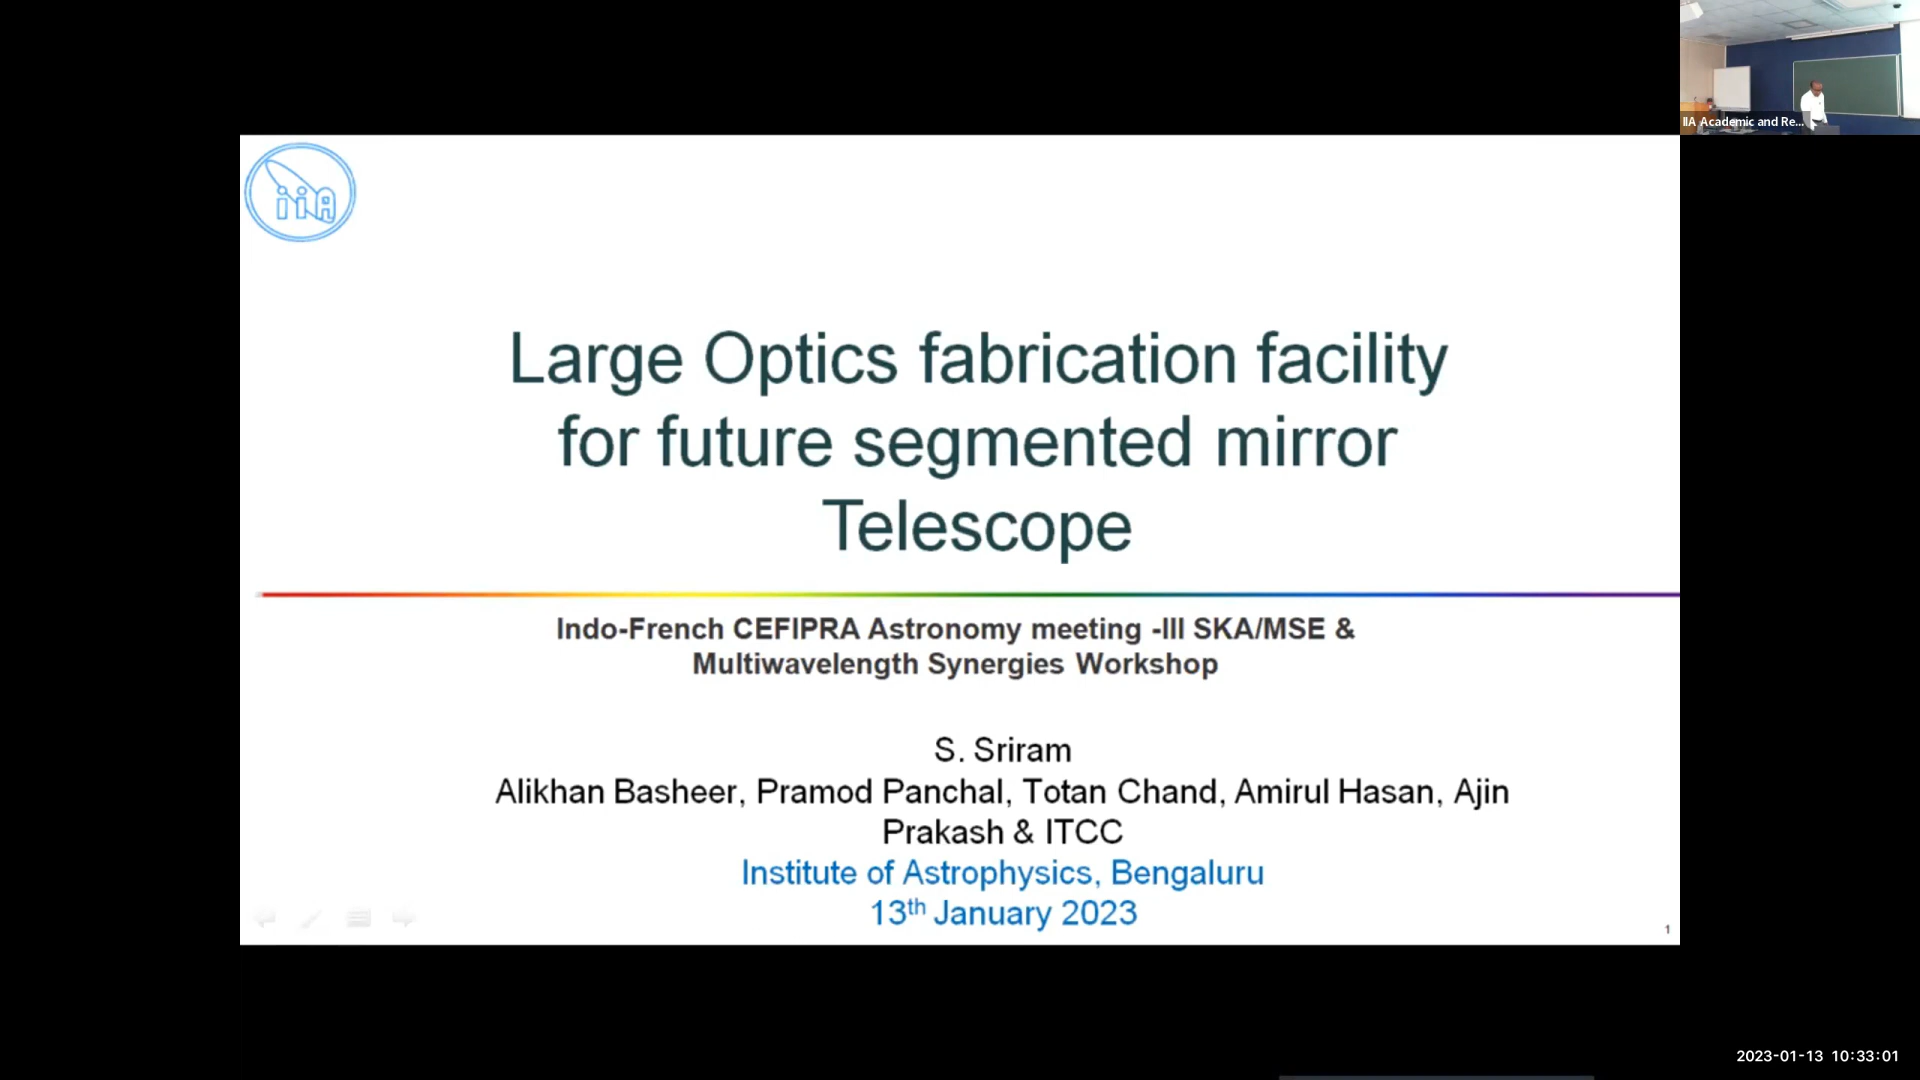 IIA Academic and Re...
iiA
Large Optics fabrication facility
for future segmented mirror
Telescope
Indo-French CEFIPRA Astronomy meeting -III SKA/MSE &
Multiwavelength Synergies Workshop
S. Sriram
Alikhan Basheer, Pramod Panchal, Totan Chand, Amirul Hasan, Ajin
Prakash & ITCC
Institute of Astrophysics, Bengaluru
13th January 2023
1
2023-01-13 10:33:01